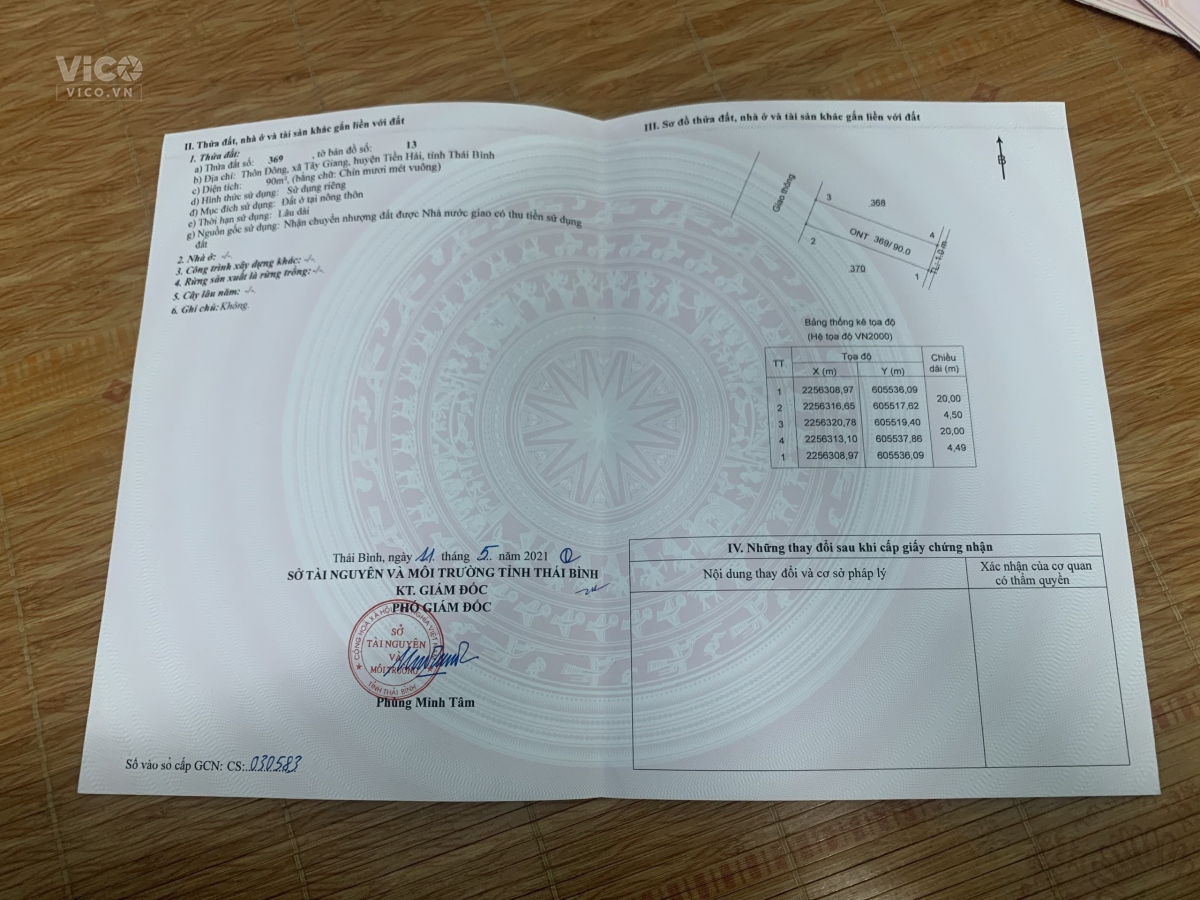 VICO
VICO.VN
II. Thửa đất, nhà ở và tài sản khác gắn liền với đất
1. Thửa đất:
a) Thửa đất số: 369 , tờ bản đồ số: 13
b) Địa chỉ: Thôn Đông, xã Tây Giang, huyện Tiền Hải, tỉnh Thái Bình
c) Diện tích: 90m², (bằng chữ: Chín mươi mét vuông)
d) Hình thức sử dụng: Sử dụng riêng
đ) Mục đích sử dụng: Đất ở tại nông thôn
e) Thời hạn sử dụng: Lâu dài
g) Nguồn gốc sử dụng: Nhận chuyển nhượng đất được Nhà nước giao có thu tiền sử dụng
đất
2. Nhà ở: -/-
3. Công trình xây dựng khác: -/-
4. Rừng sản xuất là rừng trồng: -/-
5. Cây lâu năm: -/-
6. Ghi chú: Không.
Thái Bình, ngày 11 tháng 5 năm 2021
SỞ TÀI NGUYÊN VÀ MÔI TRƯỜNG TỈNH THÁI BÌNH
KT. GIÁM ĐỐC
PHÓ GIÁM ĐỐC
SỞ
TÀI NGUYÊN
VÀ
MÔI TRƯỜNG
TỈNH THÁI BÌNH
Phùng Minh Tâm
Số vào sổ cấp GCN: CS: 030583
III. Sơ đồ thửa đất, nhà ở và tài sản khác gắn liền với đất
B
Giao thông
3
368
4
ONT 369/90.0
2
370
1
TL: 1.0 m
Bảng thống kê tọa độ
(Hệ tọa độ VN2000)
TT Tọa độ Chiều dài (m)
X (m) Y (m)
1 2256308,97 605536,09
20,00
2 2256316,65 605517,62
4,50
3 2256320,78 605519,40
20,00
4 2256313,10 605537,86
4,49
1 2256308,97 605536,09
IV. Những thay đổi sau khi cấp giấy chứng nhận
Nội dung thay đổi và cơ sở pháp lý
Xác nhận của cơ quan
có thẩm quyền